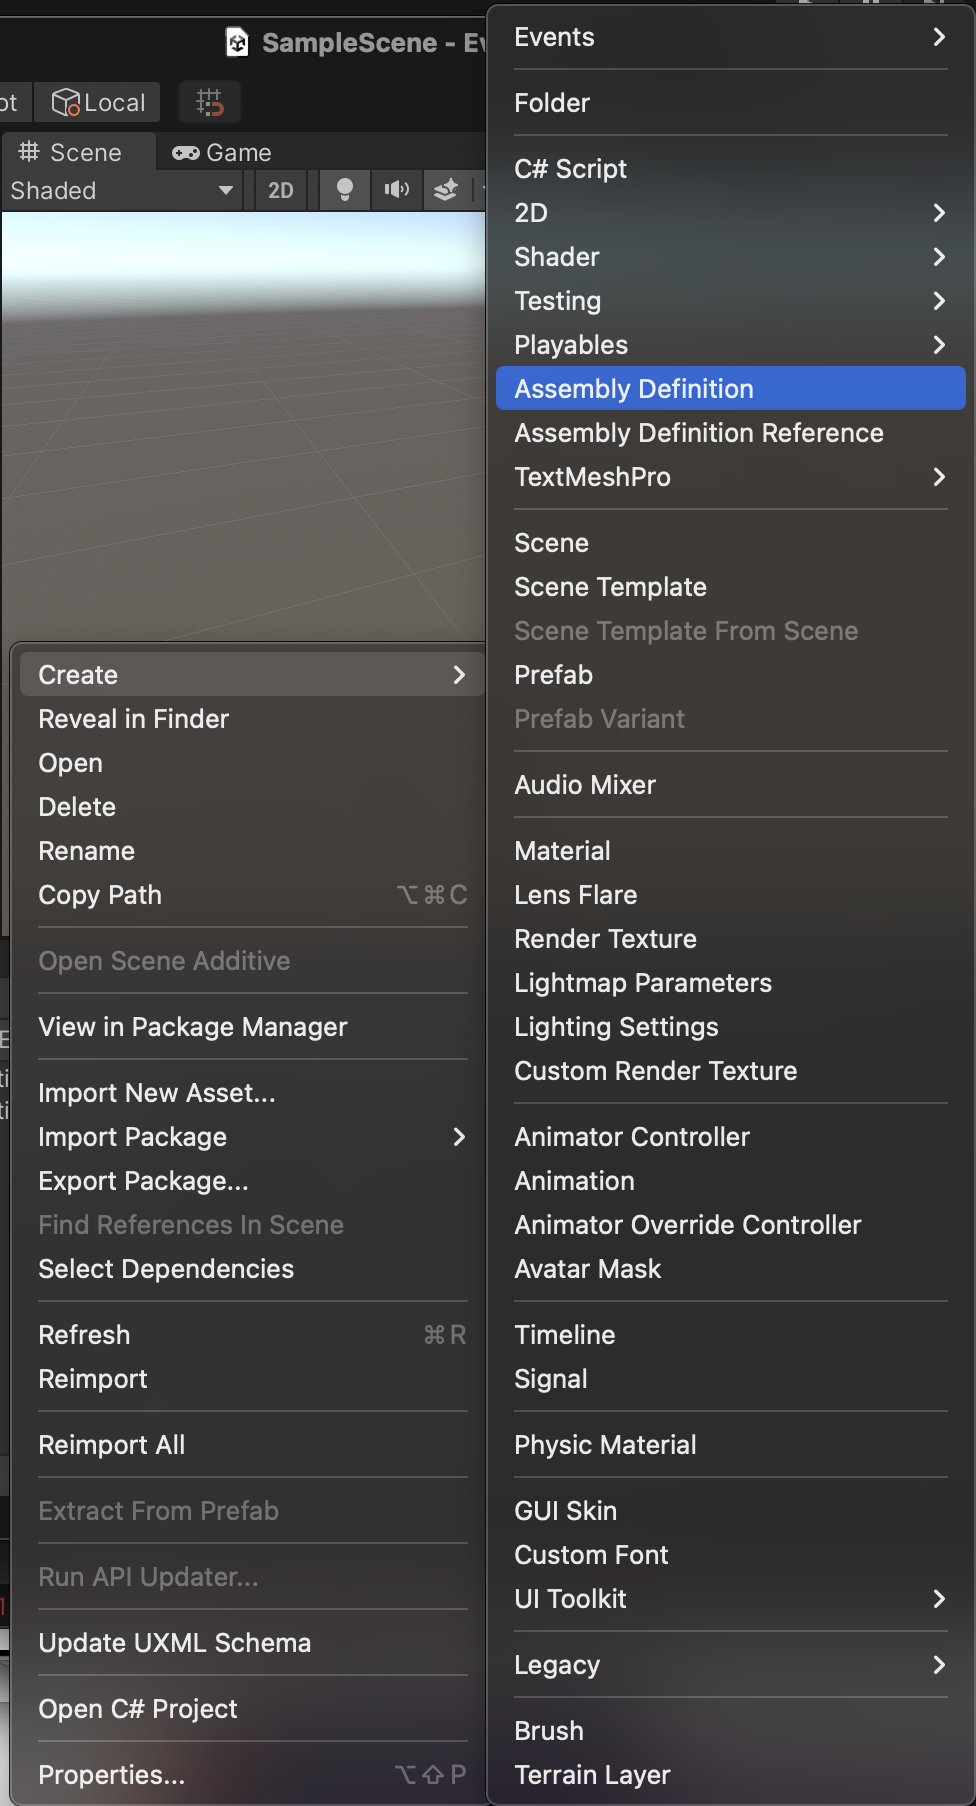 SampleScene - Ev
ot
Local
Scene
Game
Shaded
2D
Create
Reveal in Finder
Open
Delete
Rename
Copy Path ⌥⌘C
Open Scene Additive
View in Package Manager
Import New Asset...
Import Package
Export Package...
Find References In Scene
Select Dependencies
Refresh ⌘R
Reimport
Reimport All
Extract From Prefab
Run API Updater...
Update UXML Schema
Open C# Project
Properties... ⌥⇧P
Events
Folder
C# Script
2D
Shader
Testing
Playables
Assembly Definition
Assembly Definition Reference
TextMeshPro
Scene
Scene Template
Scene Template From Scene
Prefab
Prefab Variant
Audio Mixer
Material
Lens Flare
Render Texture
Lightmap Parameters
Lighting Settings
Custom Render Texture
Animator Controller
Animation
Animator Override Controller
Avatar Mask
Timeline
Signal
Physic Material
GUI Skin
Custom Font
UI Toolkit
Legacy
Brush
Terrain Layer